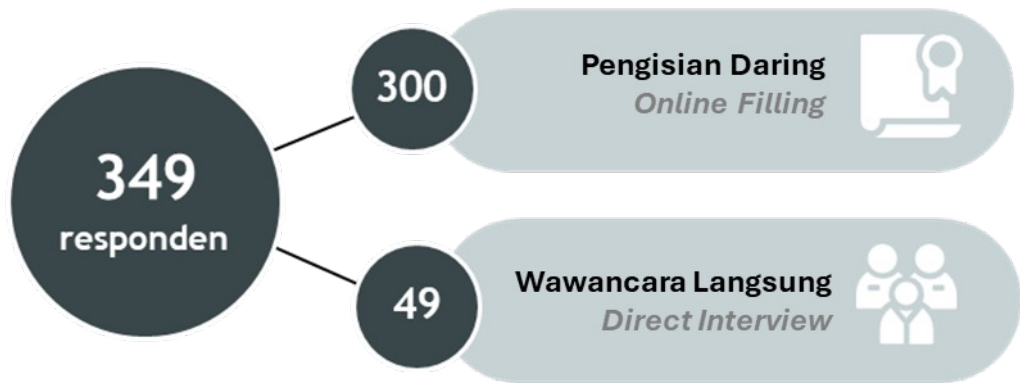 349
responden
300
Pengisian Daring
Online Filling
49
Wawancara Langsung
Direct Interview